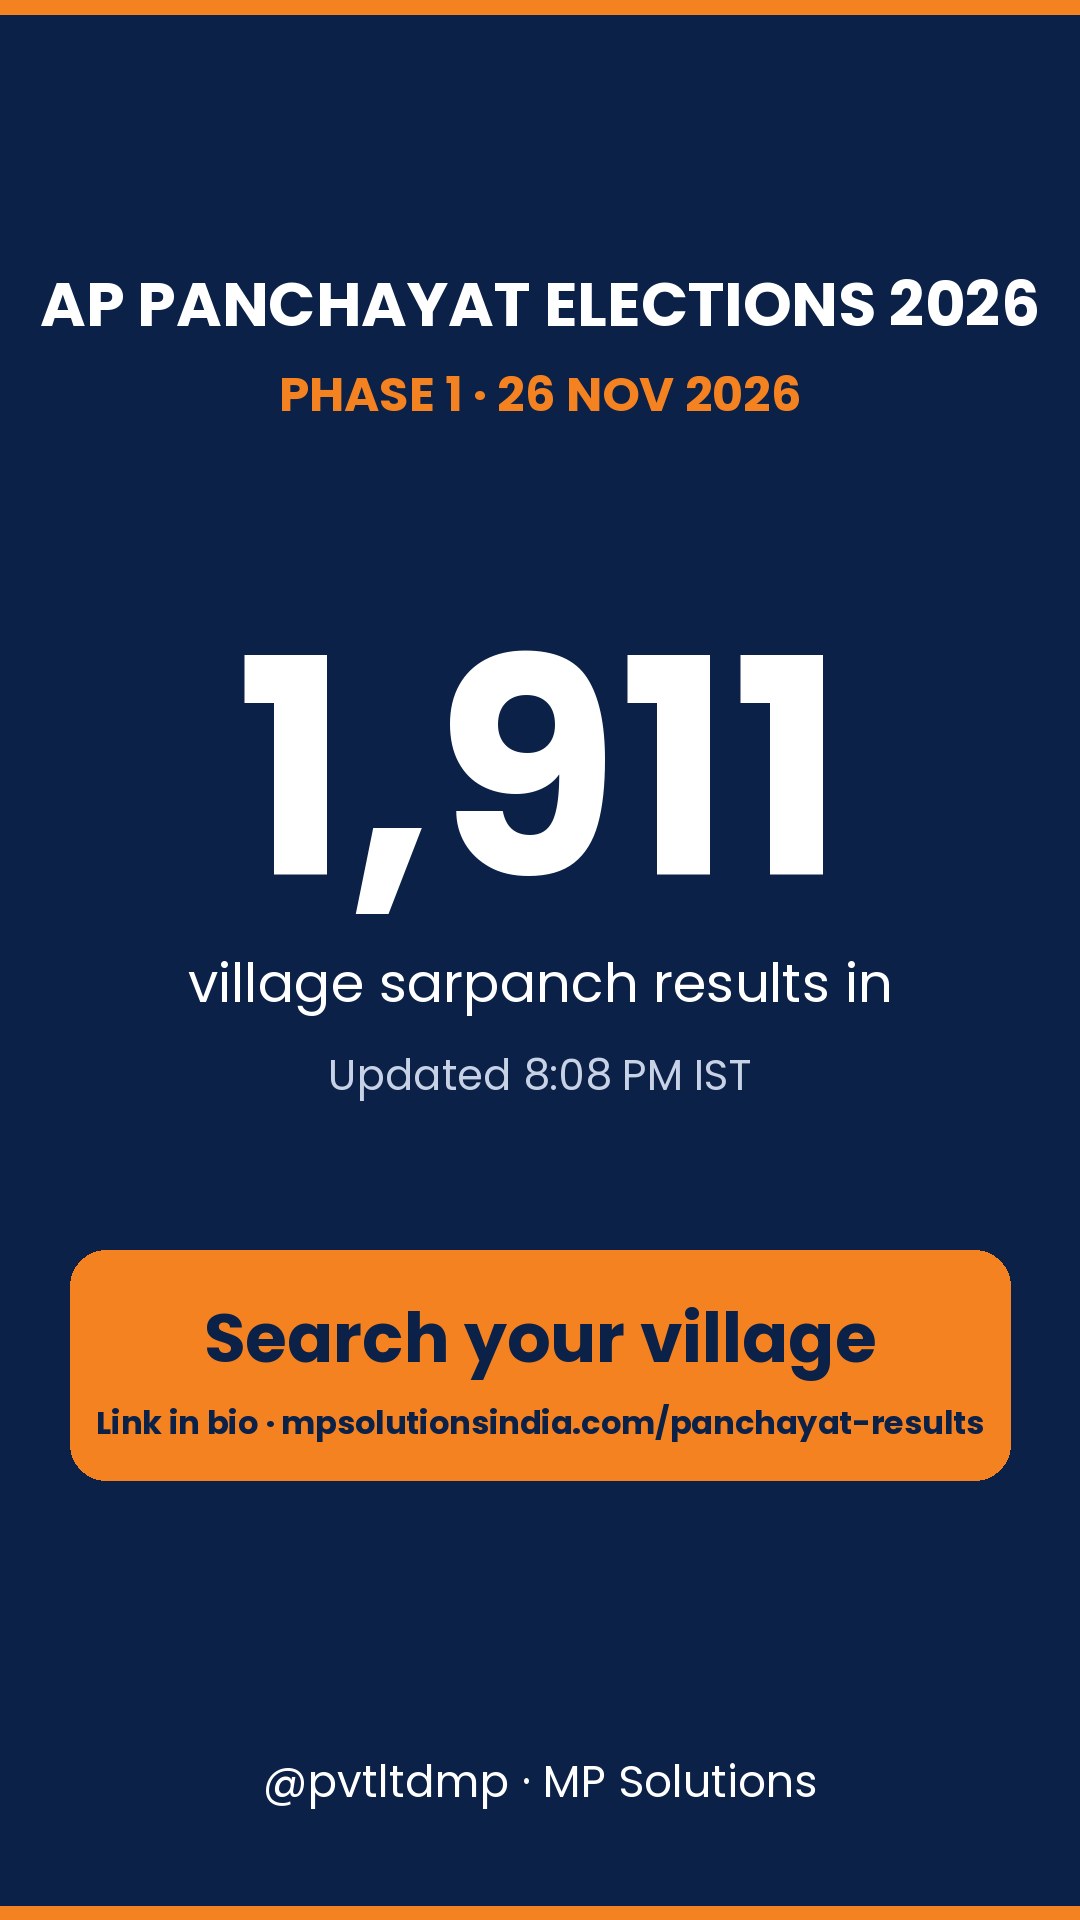 AP PANCHAYAT ELECTIONS 2026
PHASE 1 · 26 NOV 2026
1,911
village sarpanch results in
Updated 8:08 PM IST
Search your village
Link in bio · mpsolutionsindia.com/panchayat-results
@pvtltdmp · MP Solutions